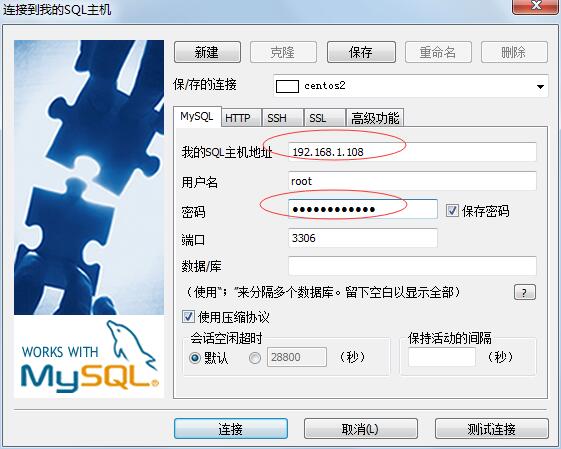 连接到我的SQL主机
新建 克隆 保存 重命名 删除
保/存的连接 centos2
MySQL HTTP SSH SSL 高级功能
我的SQL主机地址 192.168.1.108
用户名 root
密码 ●●●●●●●●●●●● 保存密码
端口 3306
数据/库
（使用“；”来分隔多个数据库。留下空白以显示全部） ?
使用压缩协议
会话空闲超时 保持活动的间隔
默认 28800 （秒） （秒）
WORKS WITH
MySQL®
连接 取消(L) 测试连接